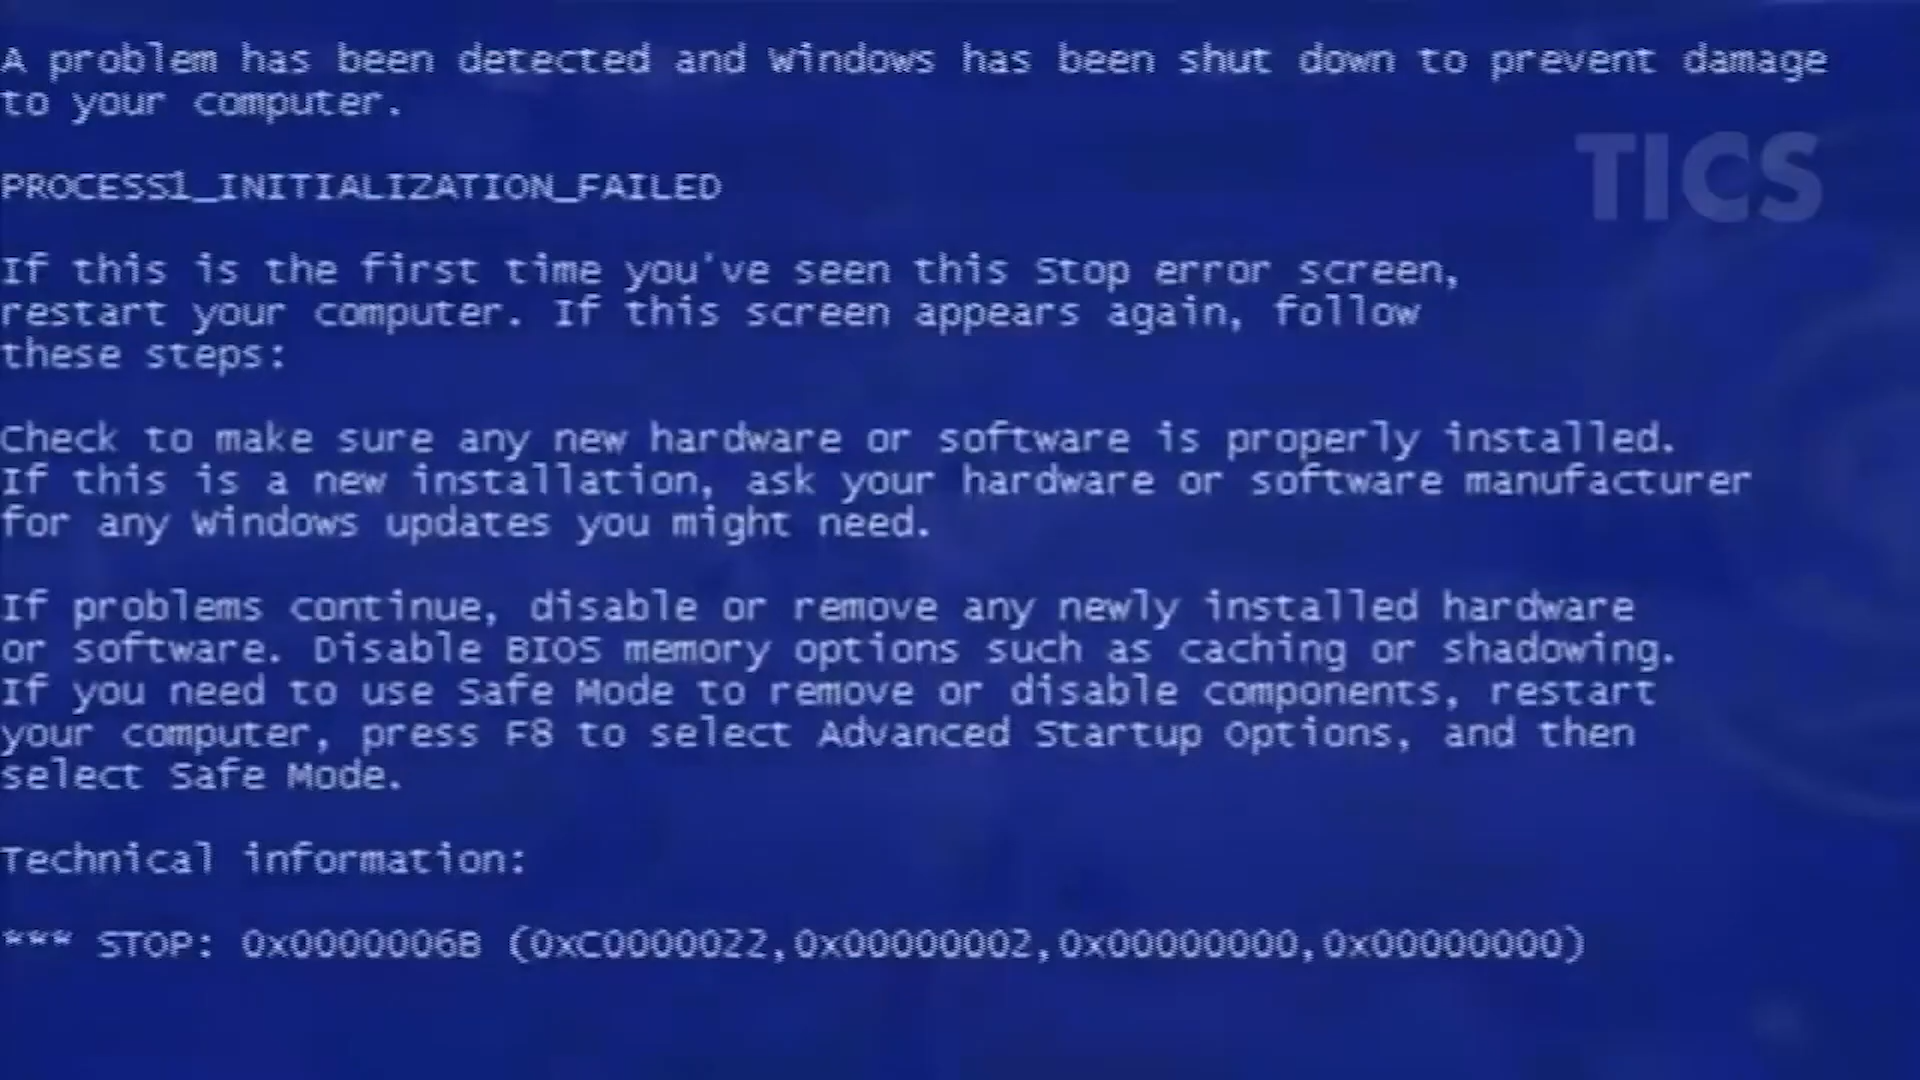 A problem has been detected and Windows has been shut down to prevent damage
to your computer.
TICS
PROCESS1_INITIALIZATION_FAILED
If this is the first time you've seen this Stop error screen,
restart your computer. If this screen appears again, follow
these steps:
Check to make sure any new hardware or software is properly installed.
If this is a new installation, ask your hardware or software manufacturer
for any Windows updates you might need.
If problems continue, disable or remove any newly installed hardware
or software. Disable BIOS memory options such as caching or shadowing.
If you need to use Safe Mode to remove or disable components, restart
your computer, press F8 to select Advanced Startup Options, and then
select Safe Mode.
Technical information:
*** STOP: 0x0000006B (0xC0000022,0x00000002,0x00000000,0x00000000)